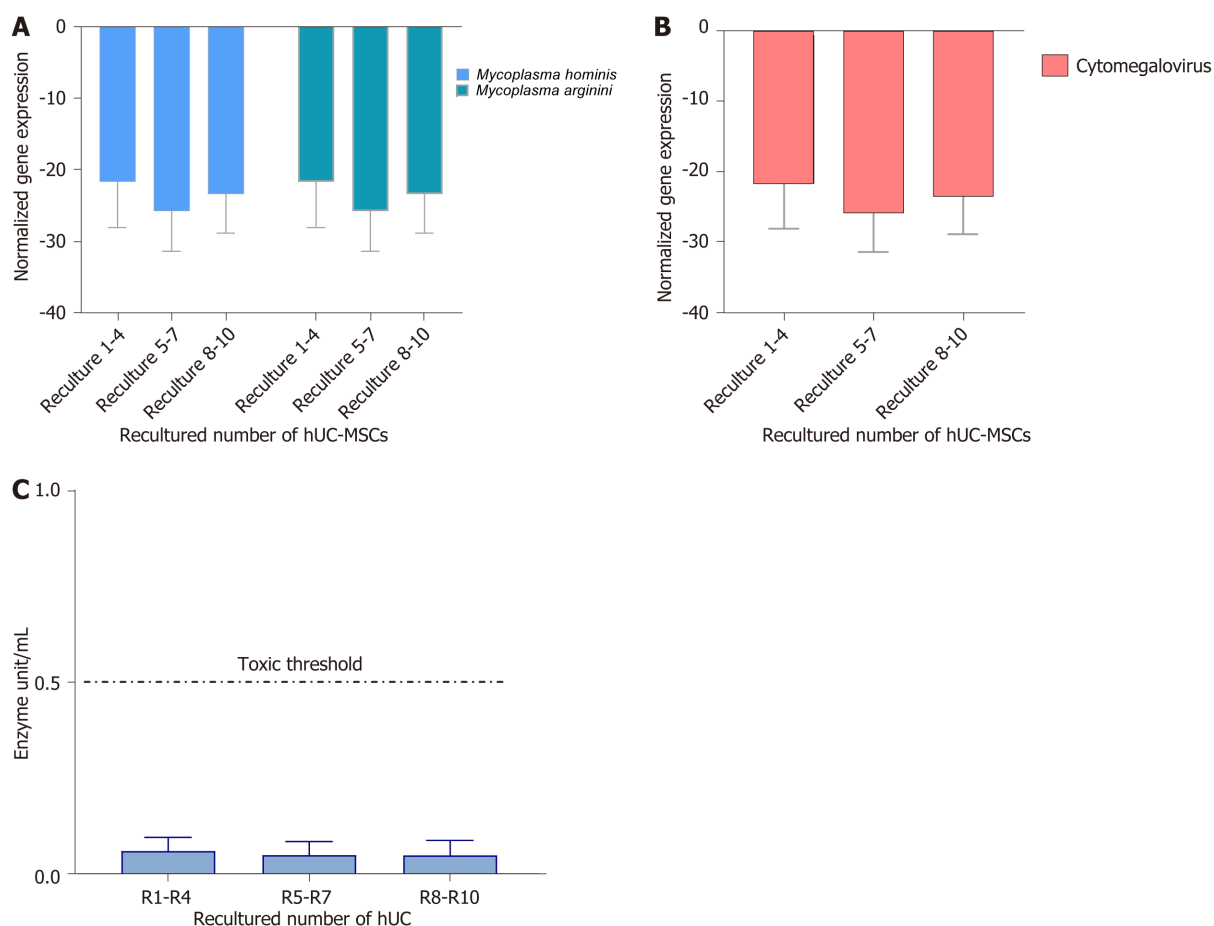 A
0
-10
-20
-30
-40
Normalized gene expression
Mycoplasma hominis
Mycoplasma arginini
Reculture 1-4
Reculture 5-7
Reculture 8-10
Reculture 1-4
Reculture 5-7
Reculture 8-10
Recultured number of hUC-MSCs
B
0
-10
-20
-30
-40
Normalized gene expression
Cytomegalovirus
Reculture 1-4
Reculture 5-7
Reculture 8-10
Recultured number of hUC-MSCs
C
1.0
0.5
0.0
Enzyme unit/mL
Toxic threshold
R1-R4
R5-R7
R8-R10
Recultured number of hUC